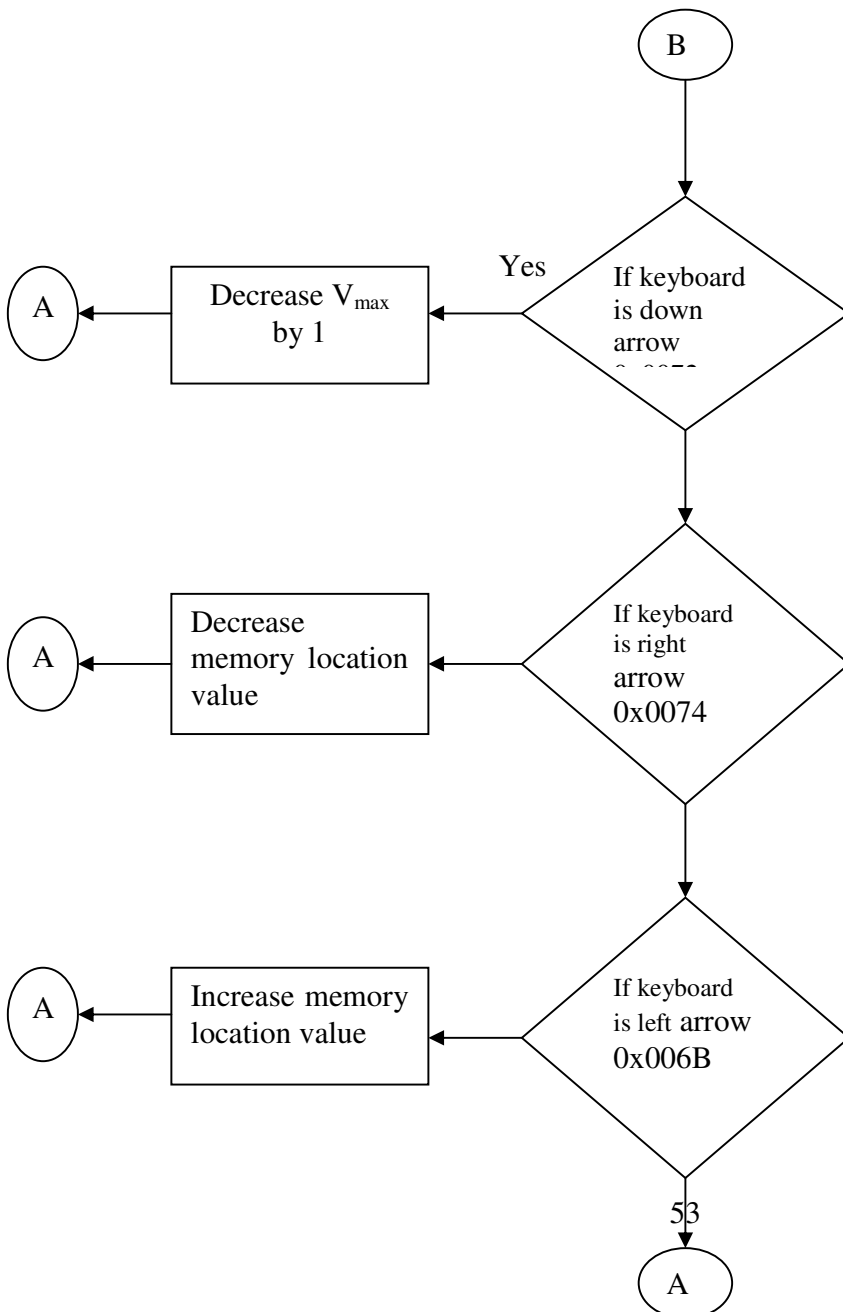 B
Yes
If keyboard
is down
arrow
A
Decrease Vmax
by 1
If keyboard
is right
arrow
0x0074
A
Decrease
memory location
value
If keyboard
is left arrow
0x006B
A
Increase memory
location value
53
A